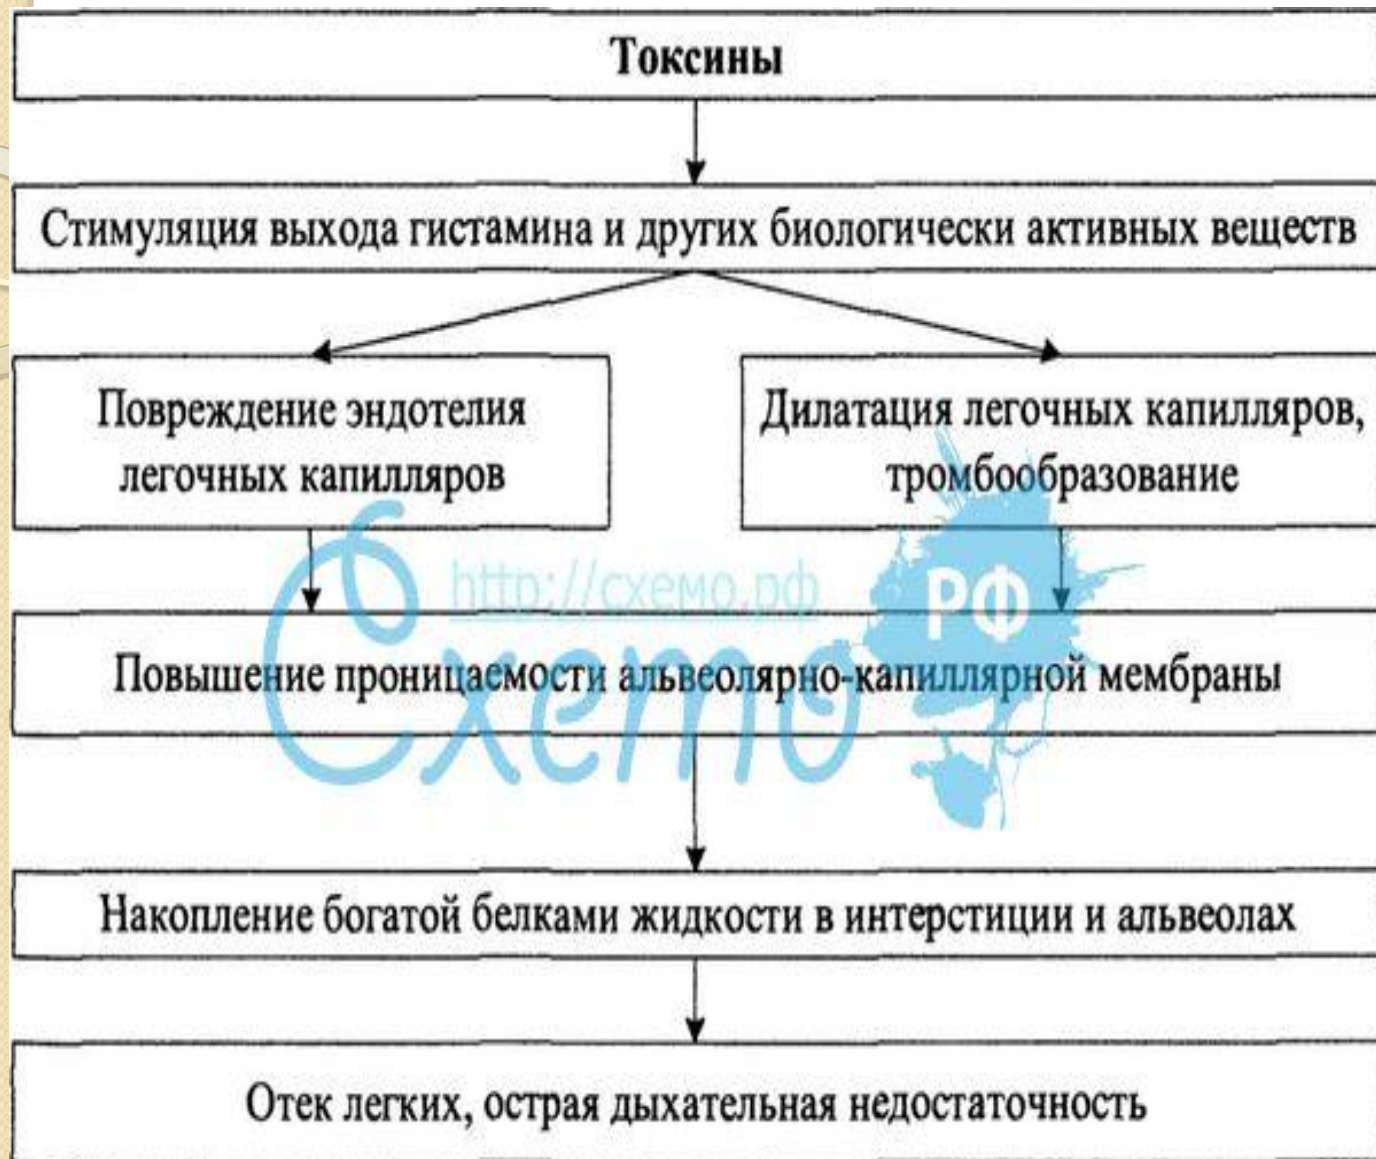 Токсины
Стимуляция выхода гистамина и других биологически активных веществ
Повреждение эндотелия
легочных капилляров
Дилатация легочных капилляров,
тромбообразование
http://схемо.рф
РФ
Схемо
Повышение проницаемости альвеолярно-капиллярной мембраны
Накопление богатой белками жидкости в интерстиции и альвеолах
Отек легких, острая дыхательная недостаточность